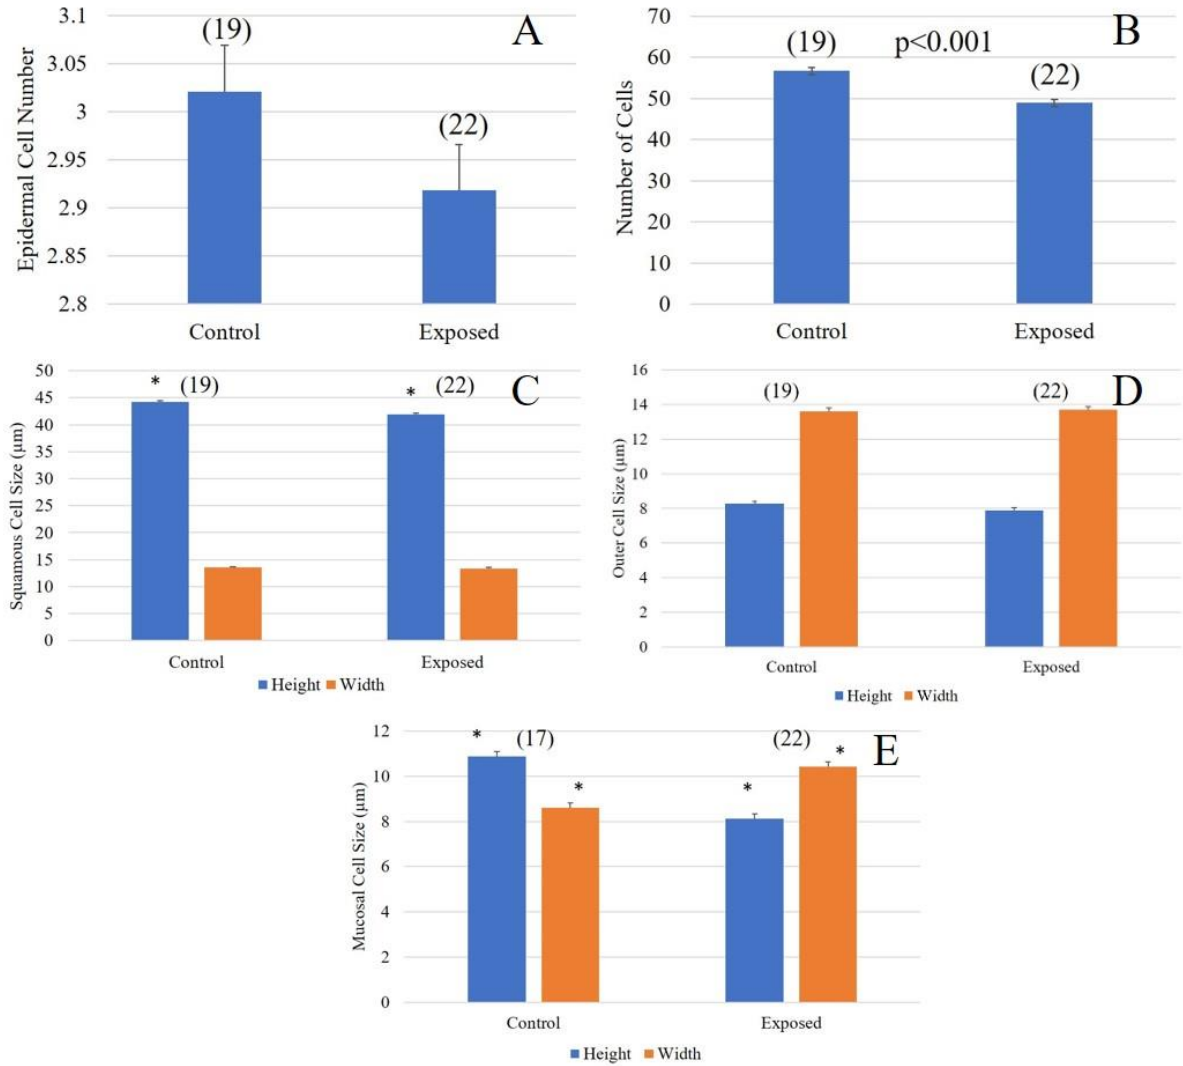 A
Epidermal Cell Number
3.1
3.05
3
2.95
2.9
2.85
2.8
(19)
(22)
Control Exposed
B
Number of Cells
70
60
50
40
30
20
10
0
(19) p<0.001
(22)
Control Exposed
C
Squamous Cell Size (μm)
50
45
40
35
30
25
20
15
10
5
0
* (19) * (22)
Control Exposed
Height Width
D
Outer Cell Size (μm)
16
14
12
10
8
6
4
2
0
(19) (22)
Control Exposed
Height Width
E
Mucosal Cell Size (μm)
12
10
8
6
4
2
0
* (17) (22) *
* *
Control Exposed
Height Width